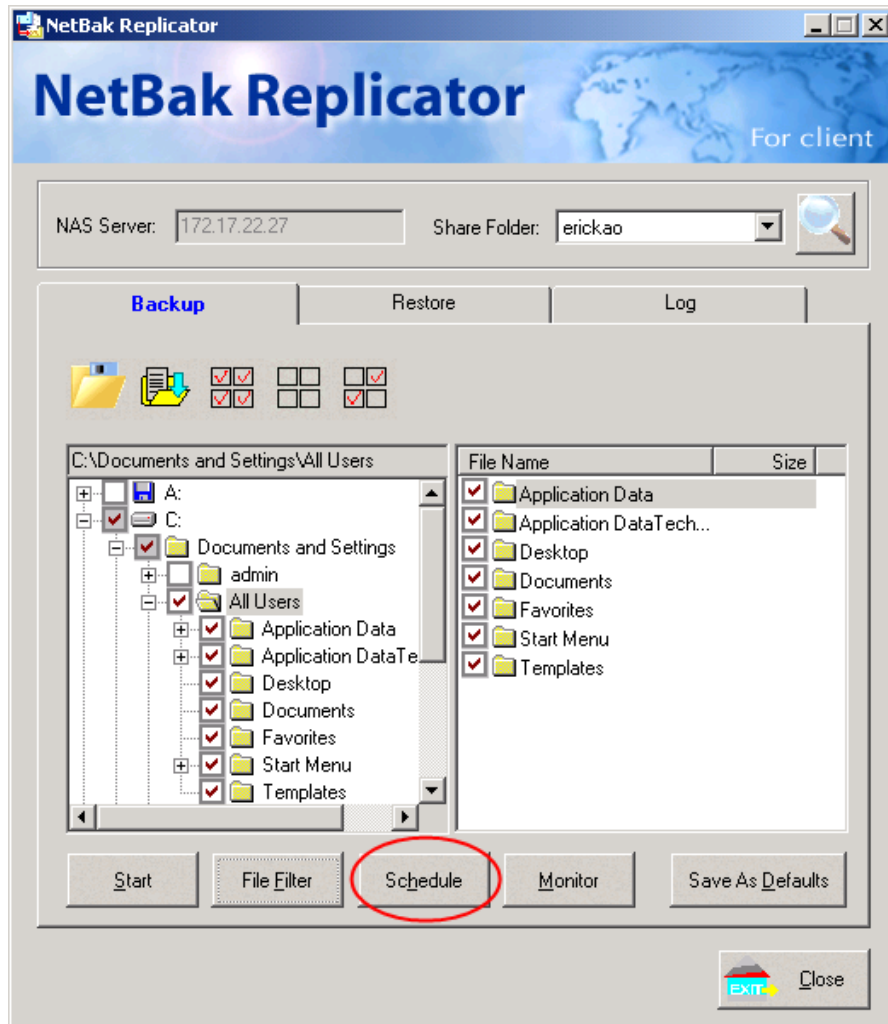 NetBak Replicator
NetBak Replicator
For client
NAS Server: 172.17.22.27 Share Folder: erickao
Backup Restore Log
C:\Documents and Settings\All Users
A:
C:
Documents and Settings
admin
All Users
Application Data
Application DataTe
Desktop
Documents
Favorites
Start Menu
Templates
File Name Size
Application Data
Application DataTech...
Desktop
Documents
Favorites
Start Menu
Templates
Start File Filter Schedule Monitor Save As Defaults
EXIT Close